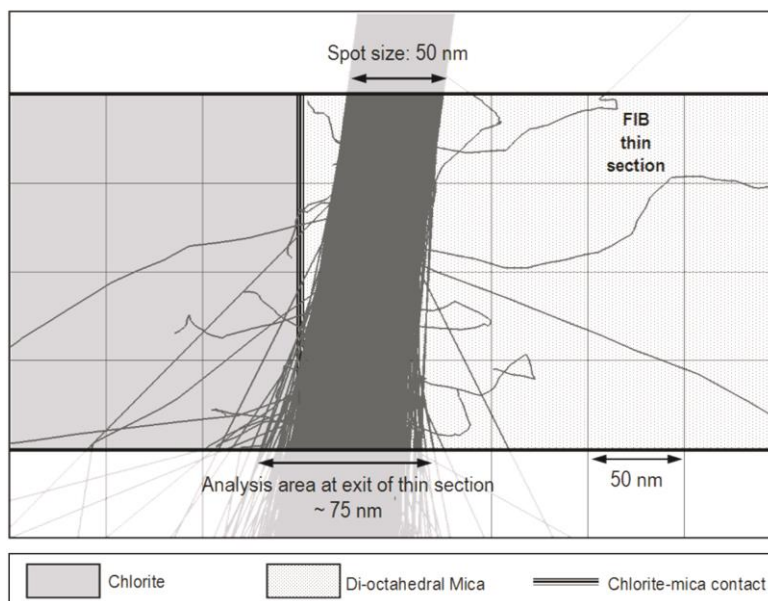 Spot size: 50 nm
FIB
thin
section
Analysis area at exit of thin section
~ 75 nm
50 nm
Chlorite
Di-octahedral Mica
Chlorite-mica contact